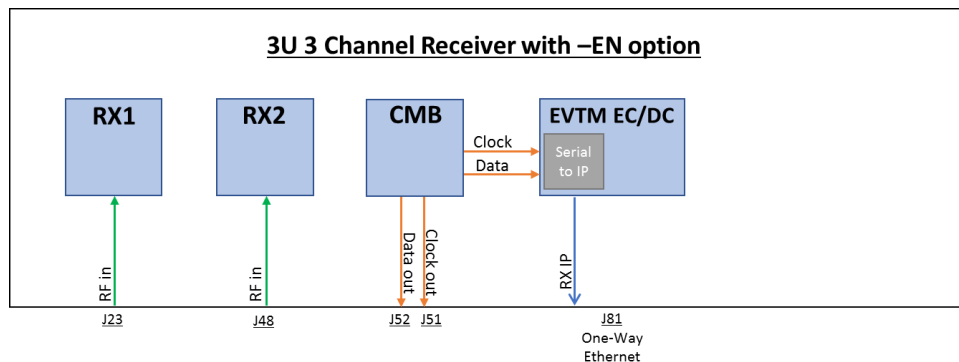 3U 3 Channel Receiver with –EN option
RX1
RX2
CMB
EVTM EC/DC
Clock
Data
Serial
to IP
RF in
RF in
Data out
Clock out
RX IP
J23
J48
J52
J51
J81
One-Way
Ethernet